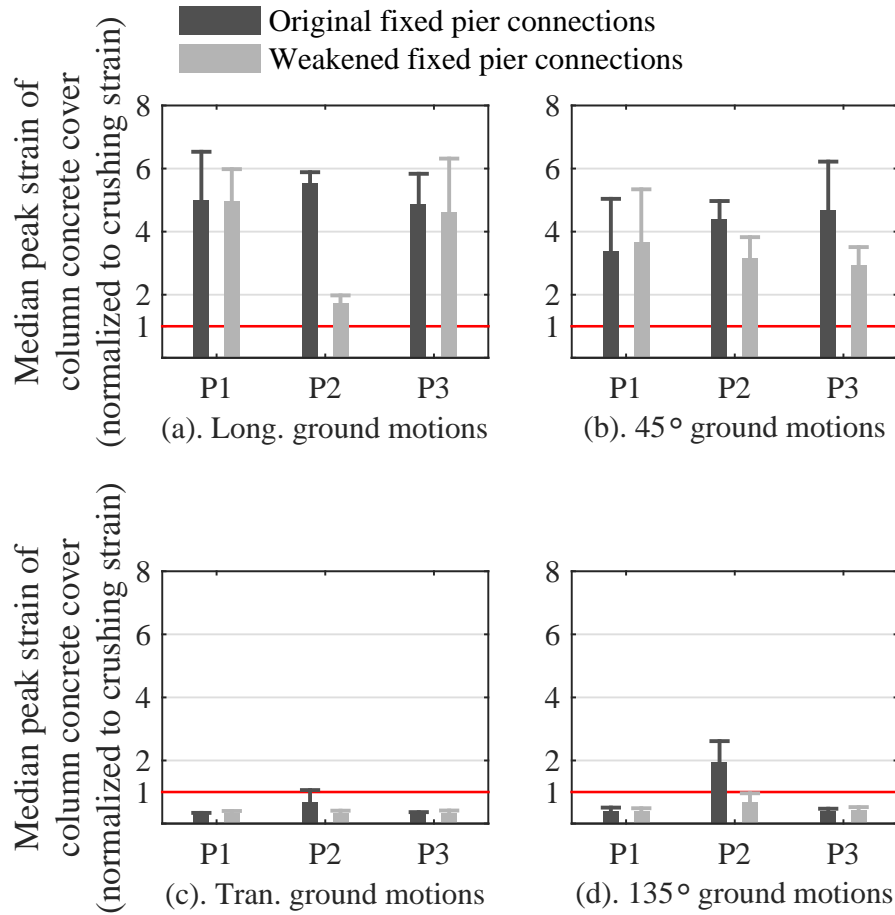 Original fixed pier connections
Weakened fixed pier connections
Median peak strain of
column concrete cover
(normalized to crushing strain)
8
6
4
2
1
P1 P2 P3
(a). Long. ground motions
8
6
4
2
1
P1 P2 P3
(b). 45° ground motions
Median peak strain of
column concrete cover
(normalized to crushing strain)
8
6
4
2
1
P1 P2 P3
(c). Tran. ground motions
8
6
4
2
1
P1 P2 P3
(d). 135° ground motions